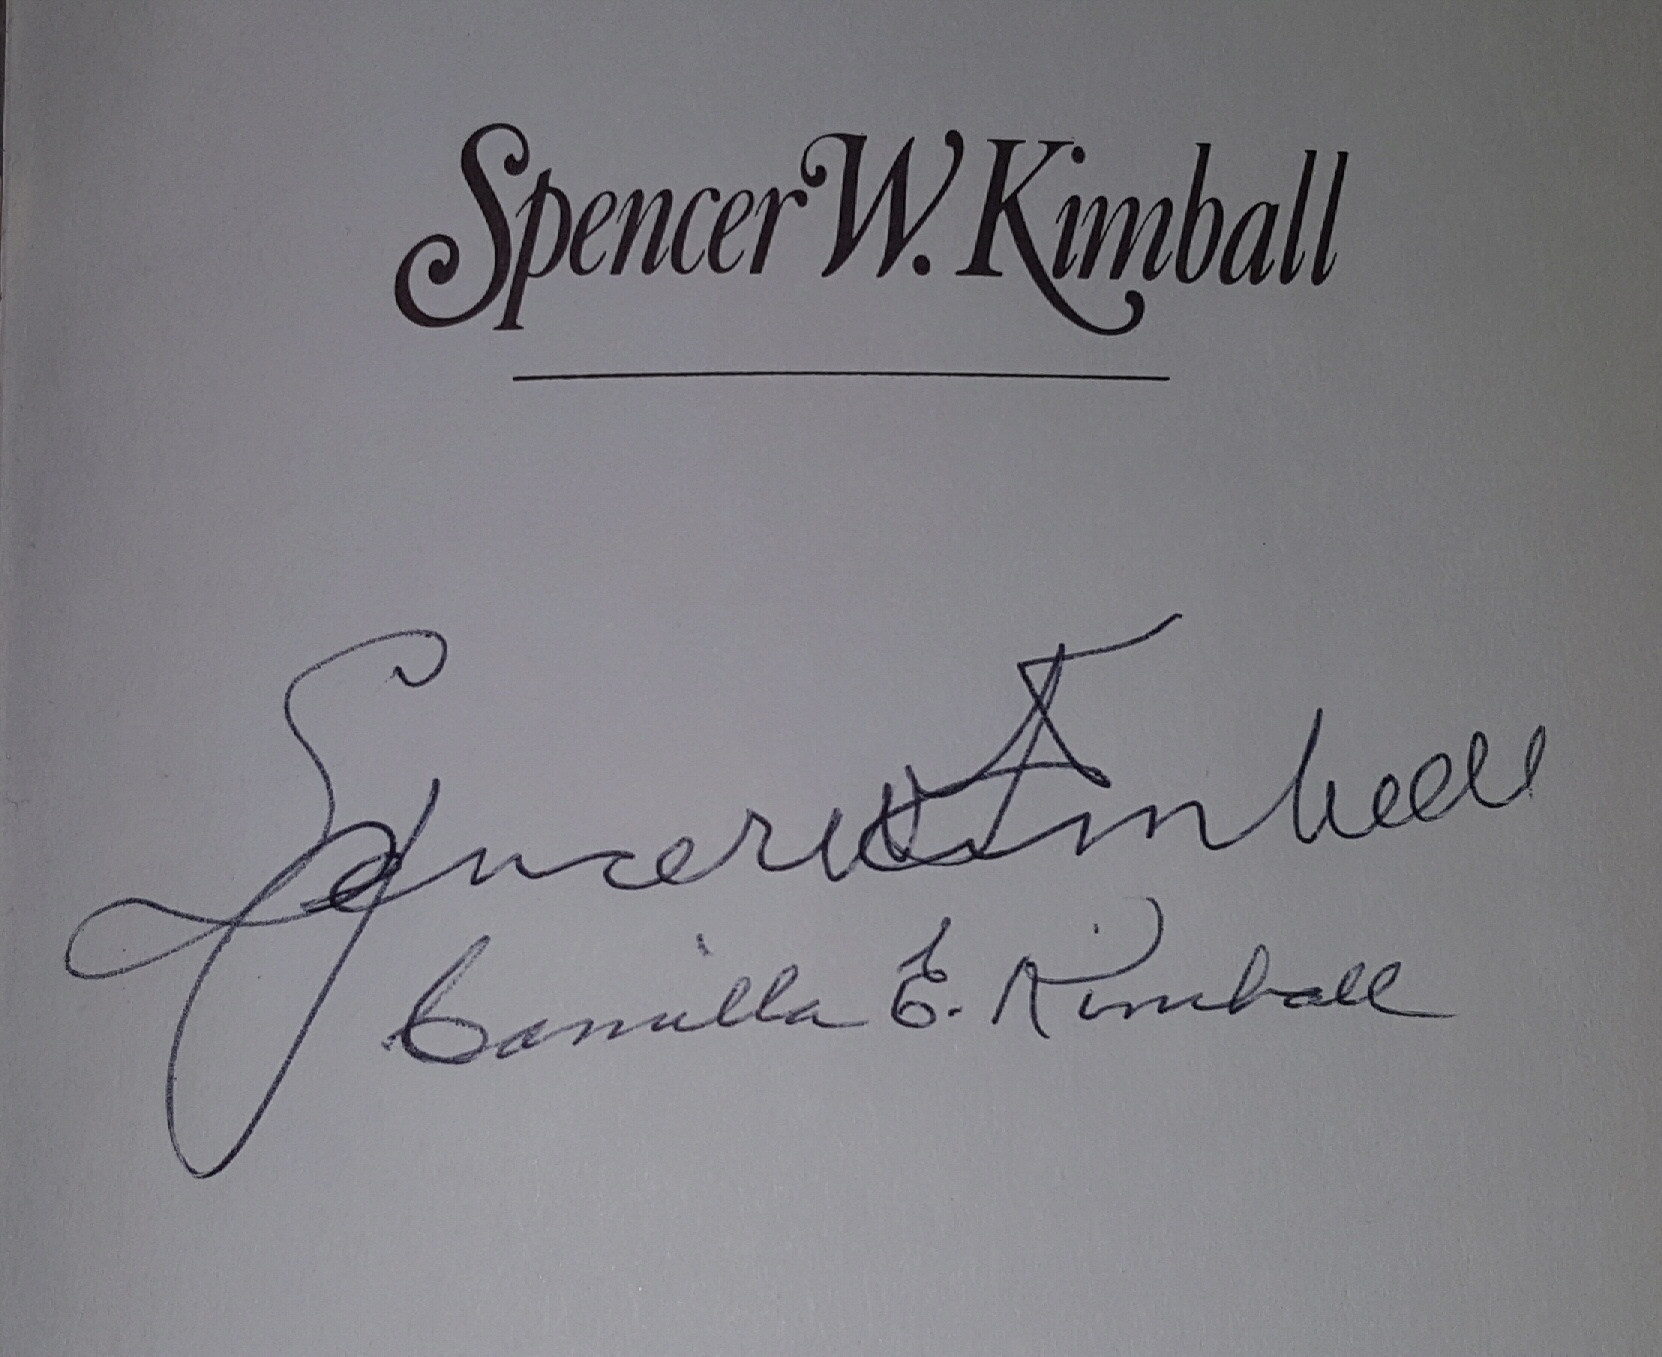 Spencer W. Kimball
Spencer W Kimball
Camilla E. Kimball